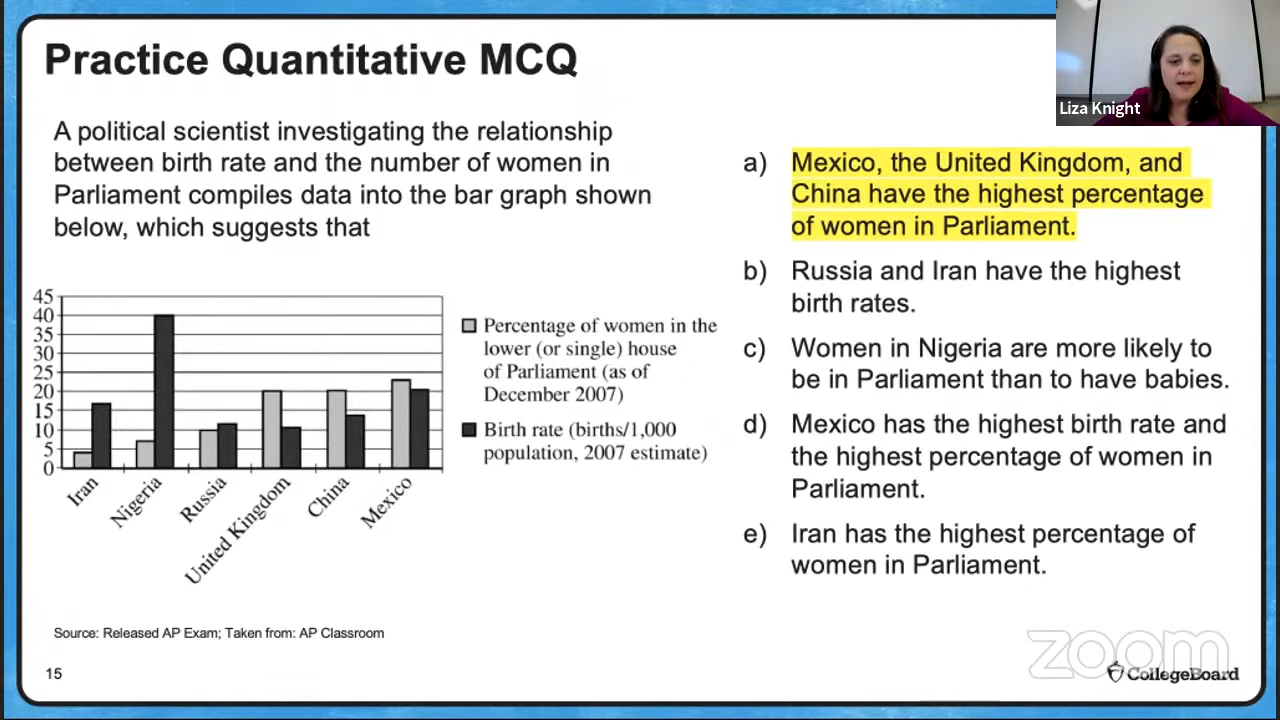 Practice Quantitative MCQ
Liza Knight
A political scientist investigating the relationship
between birth rate and the number of women in
Parliament compiles data into the bar graph shown
below, which suggests that
45
40
35
30
25
20
15
10
5
0
Iran
Nigeria
Russia
United Kingdom
China
Mexico
Percentage of women in the
lower (or single) house
of Parliament (as of
December 2007)
Birth rate (births/1,000
population, 2007 estimate)
a) Mexico, the United Kingdom, and
China have the highest percentage
of women in Parliament.
b) Russia and Iran have the highest
birth rates.
c) Women in Nigeria are more likely to
be in Parliament than to have babies.
d) Mexico has the highest birth rate and
the highest percentage of women in
Parliament.
e) Iran has the highest percentage of
women in Parliament.
Source: Released AP Exam; Taken from: AP Classroom
15
zoom
CollegeBoard